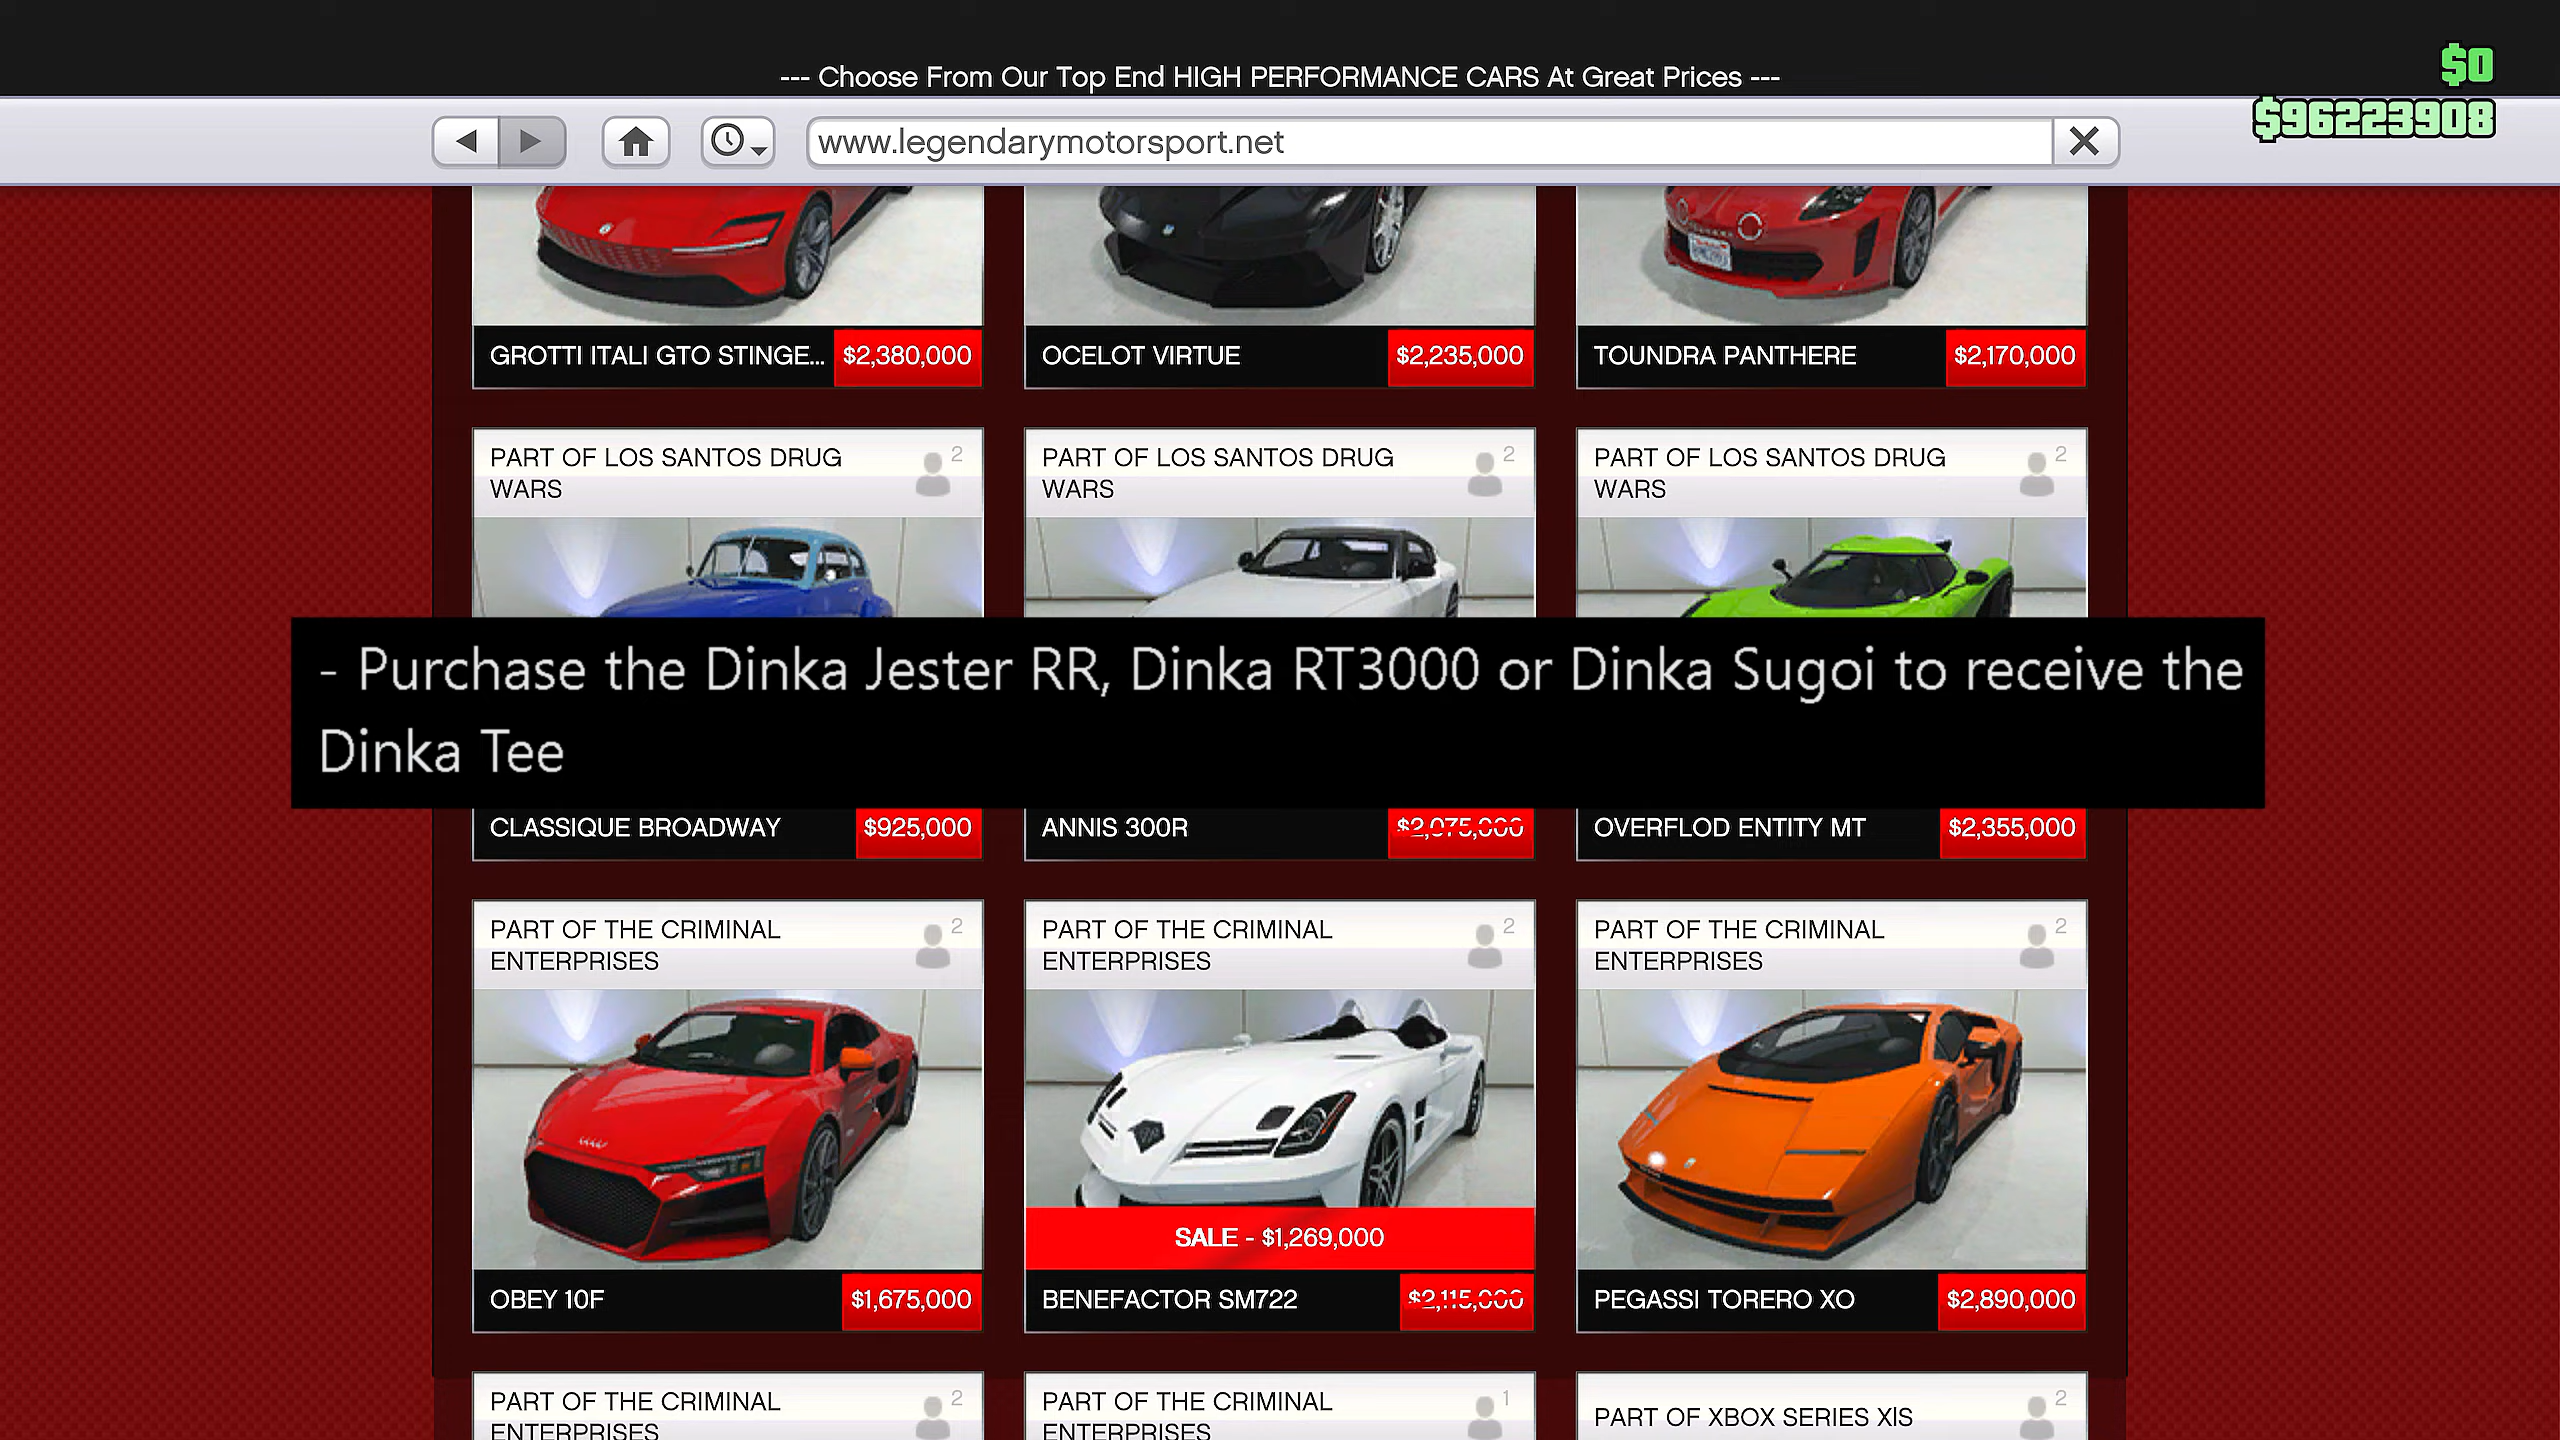 --- Choose From Our Top End HIGH PERFORMANCE CARS At Great Prices ---
$0
$96223908
www.legendarymotorsport.net
GROTTI ITALI GTO STINGE... $2,380,000
OCELOT VIRTUE $2,235,000
TOUNDRA PANTHERE $2,170,000
PART OF LOS SANTOS DRUG
WARS
2
PART OF LOS SANTOS DRUG
WARS
2
PART OF LOS SANTOS DRUG
WARS
2
- Purchase the Dinka Jester RR, Dinka RT3000 or Dinka Sugoi to receive the
Dinka Tee
CLASSIQUE BROADWAY $925,000
ANNIS 300R $2,075,000
OVERFLOD ENTITY MT $2,355,000
PART OF THE CRIMINAL
ENTERPRISES
2
PART OF THE CRIMINAL
ENTERPRISES
2
PART OF THE CRIMINAL
ENTERPRISES
2
SALE - $1,269,000
OBEY 10F $1,675,000
BENEFACTOR SM722 $2,115,000
PEGASSI TORERO XO $2,890,000
PART OF THE CRIMINAL
ENTERPRISES
2
PART OF THE CRIMINAL
ENTERPRISES
1
PART OF XBOX SERIES X|S
2